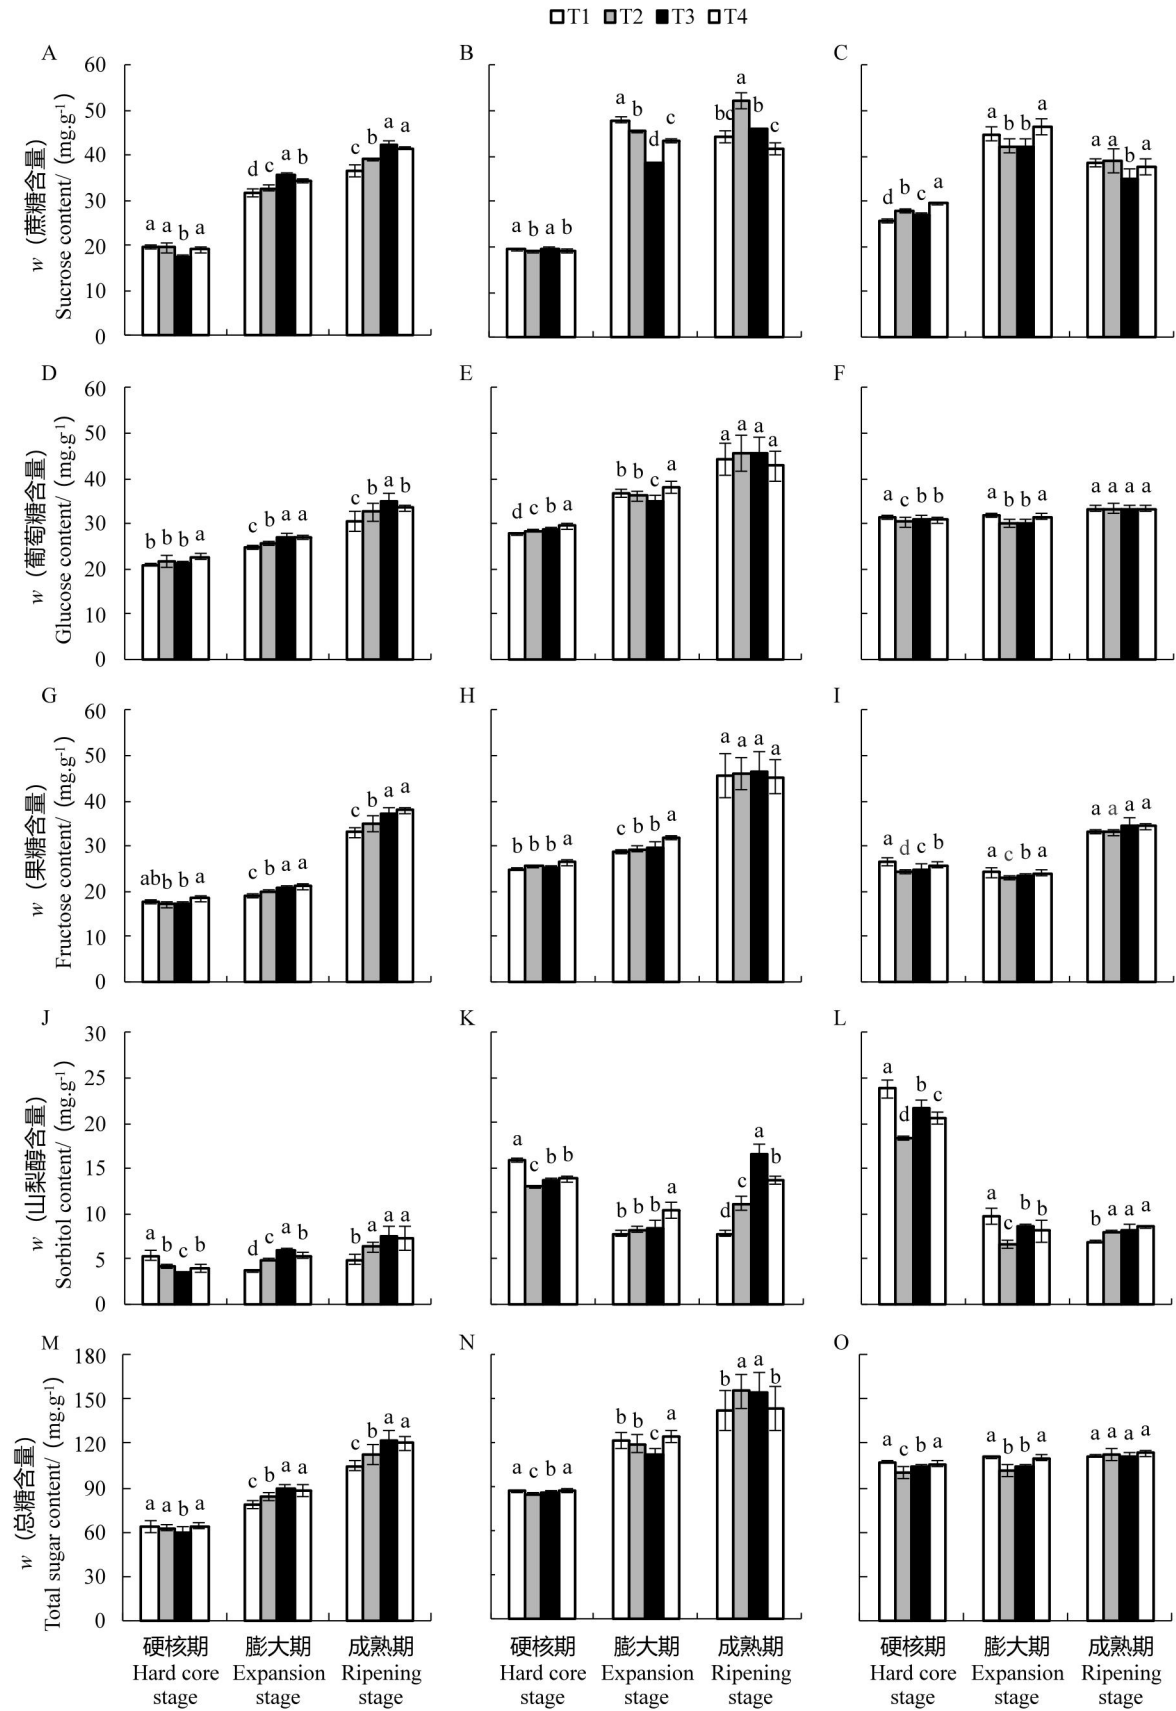 T1 T2 T3 T4
A B C
w（蔗糖含量）
Sucrose content/（mg.g-1）
60
50
40
30
20
10
0
a a b a d c a b c b a a
a b a b a b d c bc a b c
d b c a a b b a a a b a
D E F
w（葡萄糖含量）
Glucose content/（mg.g-1）
60
50
40
30
20
10
0
b b b a c b a a c b a b
d c c a b b c a a a a a
a c b b a b b a a a a a
G H I
w（果糖含量）
Fructose content/（mg.g-1）
60
50
40
30
20
10
0
ab b b a c b a a c b a a
b b b a c b b a a a a a
a d c b a c b a a a a a
J K L
w（山梨醇含量）
Sorbitol content/（mg.g-1）
30
25
20
15
10
5
0
a b c b d c a b b a a a
a c b b b b b a d c a b
a d b c a c b b b a a a
M N O
w（总糖含量）
Total sugar content/（mg.g-1）
180
150
120
90
60
30
0
a a b a c b a a c b a a
a c b a b b c a b a a b
a c b a a b b a a a a a
硬核期 膨大期 成熟期 硬核期 膨大期 成熟期 硬核期 膨大期 成熟期
Hard core Expansion Ripening Hard core Expansion Ripening Hard core Expansion Ripening
stage stage stage stage stage stage stage stage stage